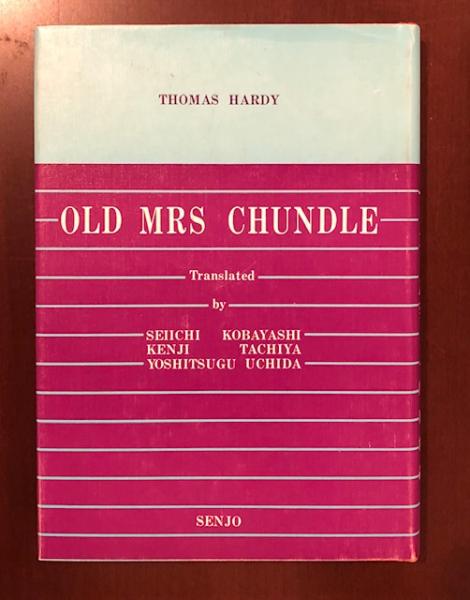 THOMAS HARDY
OLD MRS CHUNDLE
Translated
by
SEIICHI KOBAYASHI
KENJI TACHIYA
YOSHITSUGU UCHIDA
SENJO